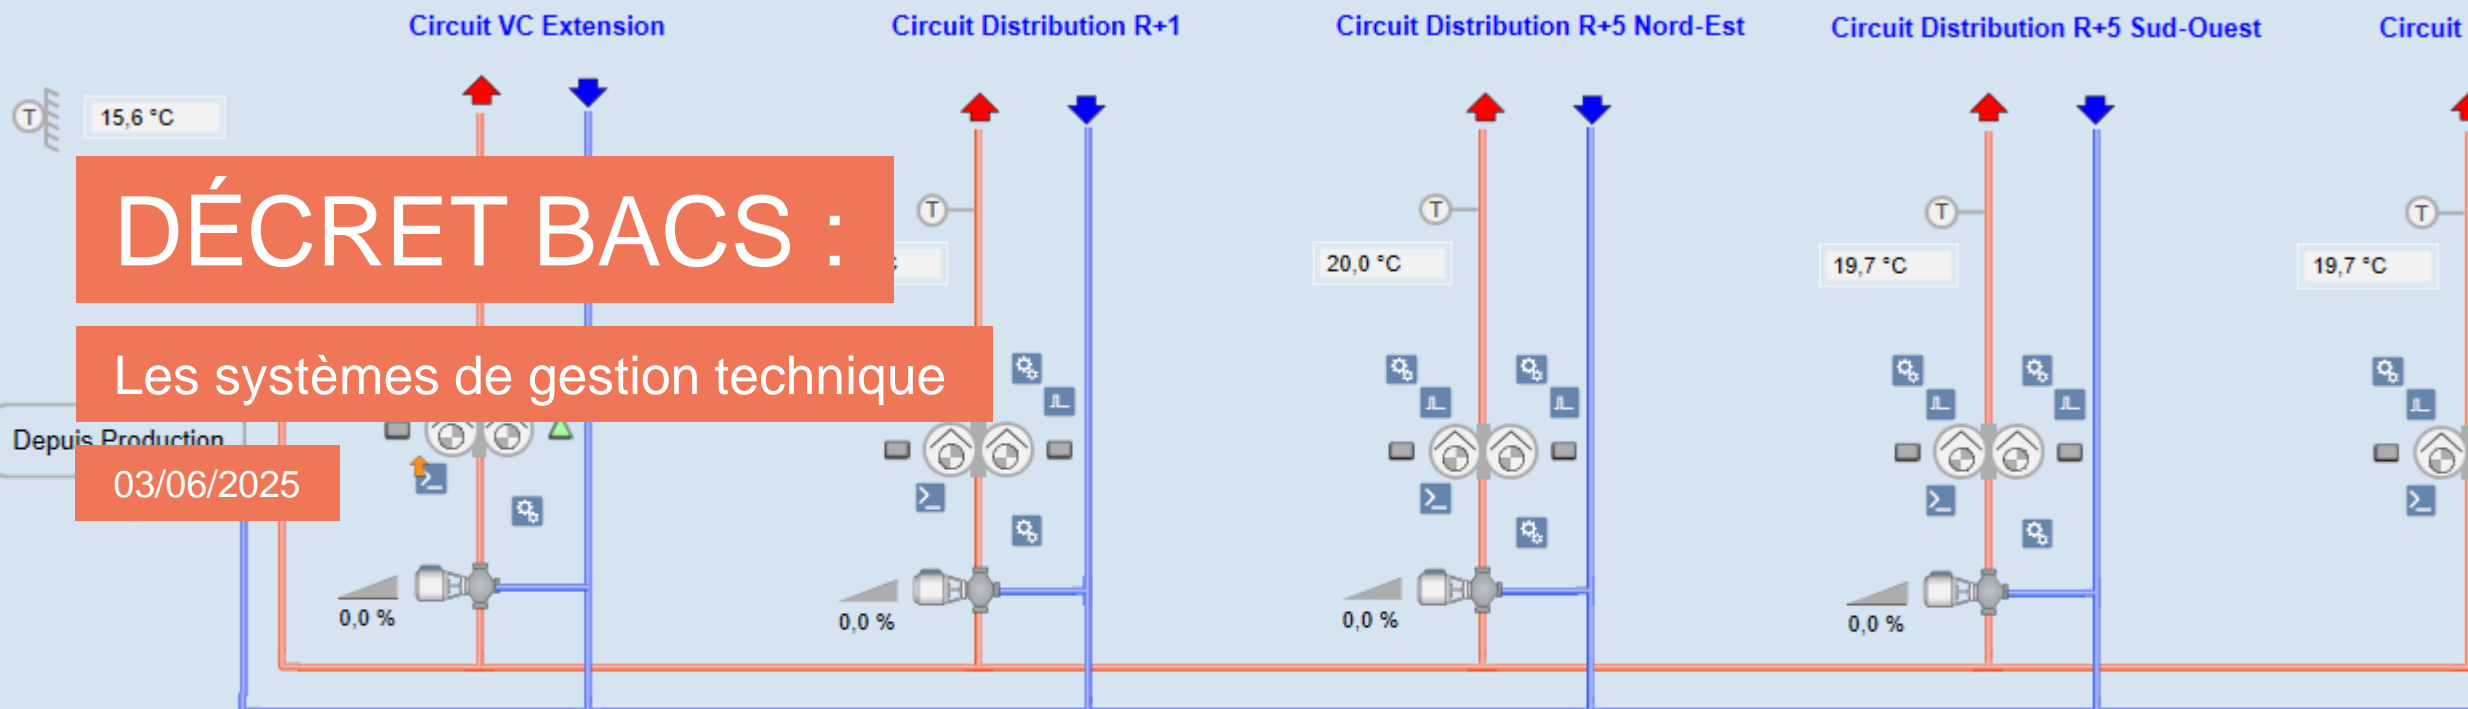 Circuit VC Extension
Circuit Distribution R+1
Circuit Distribution R+5 Nord-Est
Circuit Distribution R+5 Sud-Ouest
Circuit
T
15,6 °C
DÉCRET BACS :
T
T
T
T
20,0 °C
19,7 °C
19,7 °C
Les systèmes de gestion technique
Depuis Production
03/06/2025
0,0 %
0,0 %
0,0 %
0,0 %